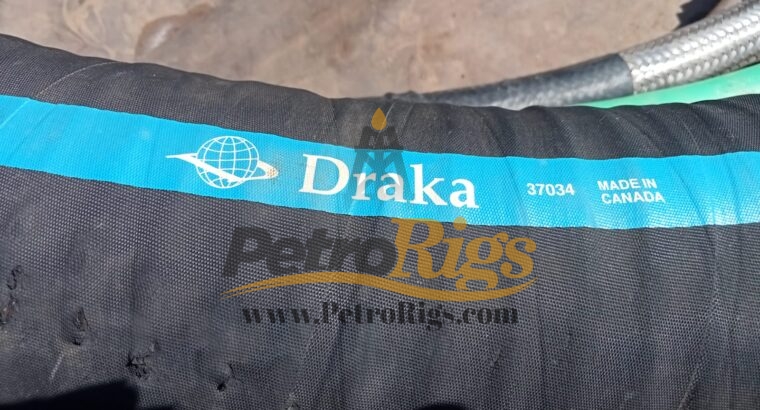 Draka 37034 MADE IN
CANADA
PetroRigs
www.PetroRigs.com